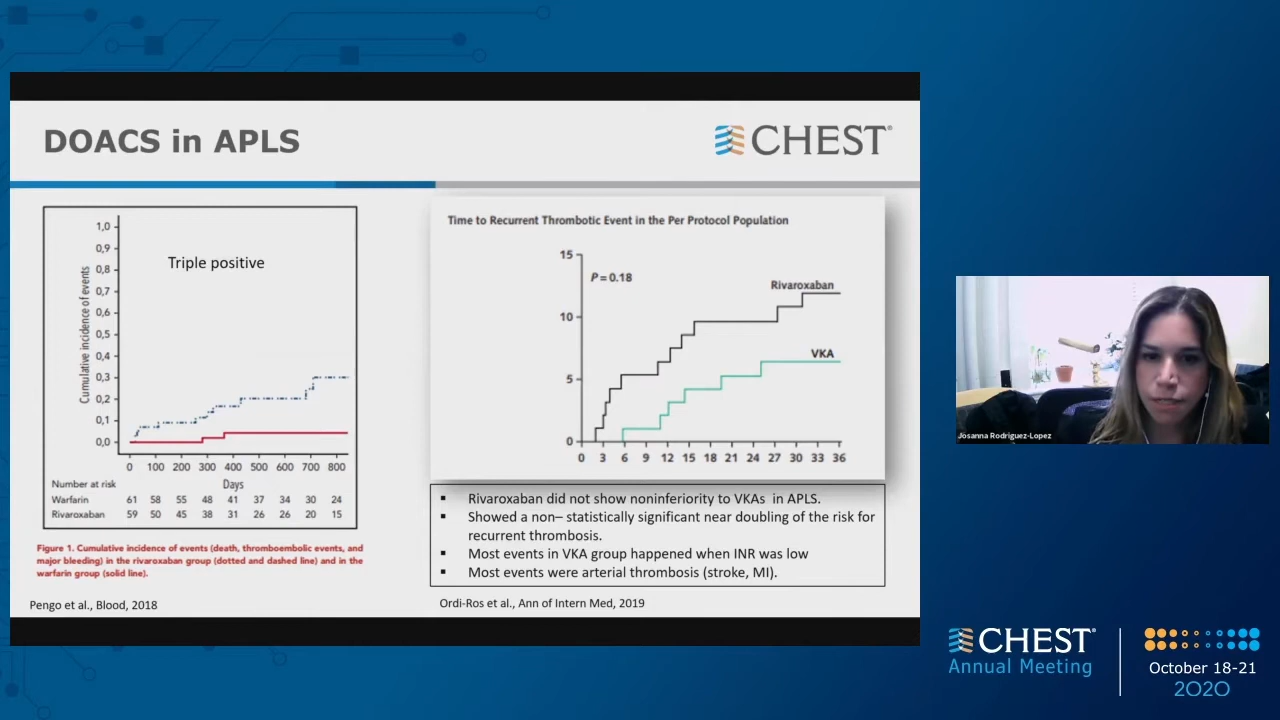 DOACS in APLS
CHEST®
Triple positive
Cumulative incidence of events
1,0
0,9
0,8
0,7
0,6
0,5
0,4
0,3
0,2
0,1
0,0
0 100 200 300 400 500 600 700 800
Number at risk
Days
Warfarin 61 58 55 48 41 37 34 30 24
Rivaroxaban 59 50 45 38 31 26 26 20 15
Figure 1. Cumulative incidence of events (death, thromboembolic events, and
major bleeding) in the rivaroxaban group (dotted and dashed line) and in the
warfarin group (solid line).
Pengo et al., Blood, 2018
Time to Recurrent Thrombotic Event in the Per Protocol Population
15
10
5
0
P = 0.18
Rivaroxaban
VKA
0 3 6 9 12 15 18 21 24 27 30 33 36
▪ Rivaroxaban did not show noninferiority to VKAs in APLS.
▪ Showed a non– statistically significant near doubling of the risk for
recurrent thrombosis.
▪ Most events in VKA group happened when INR was low
▪ Most events were arterial thrombosis (stroke, MI).
Ordi-Ros et al., Ann of Intern Med, 2019
Josanna Rodriguez-Lopez
CHEST®
Annual Meeting
October 18-21
2020